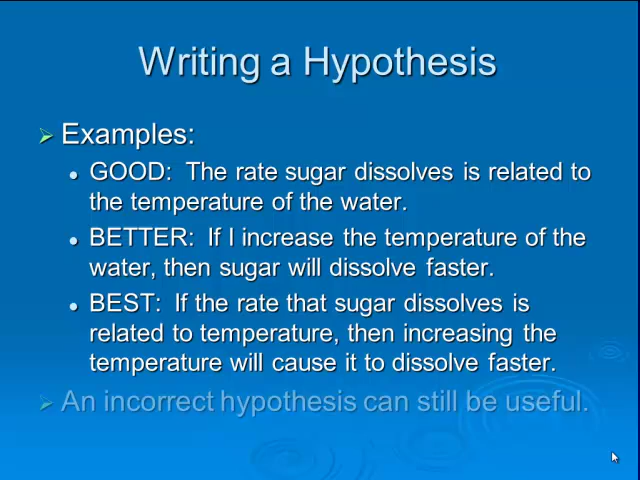 Writing a Hypothesis
Examples:
GOOD:  The rate sugar dissolves is related to
the temperature of the water.
BETTER:  If I increase the temperature of the
water, then sugar will dissolve faster.
BEST:  If the rate that sugar dissolves is
related to temperature, then increasing the
temperature will cause it to dissolve faster.
An incorrect hypothesis can still be useful.